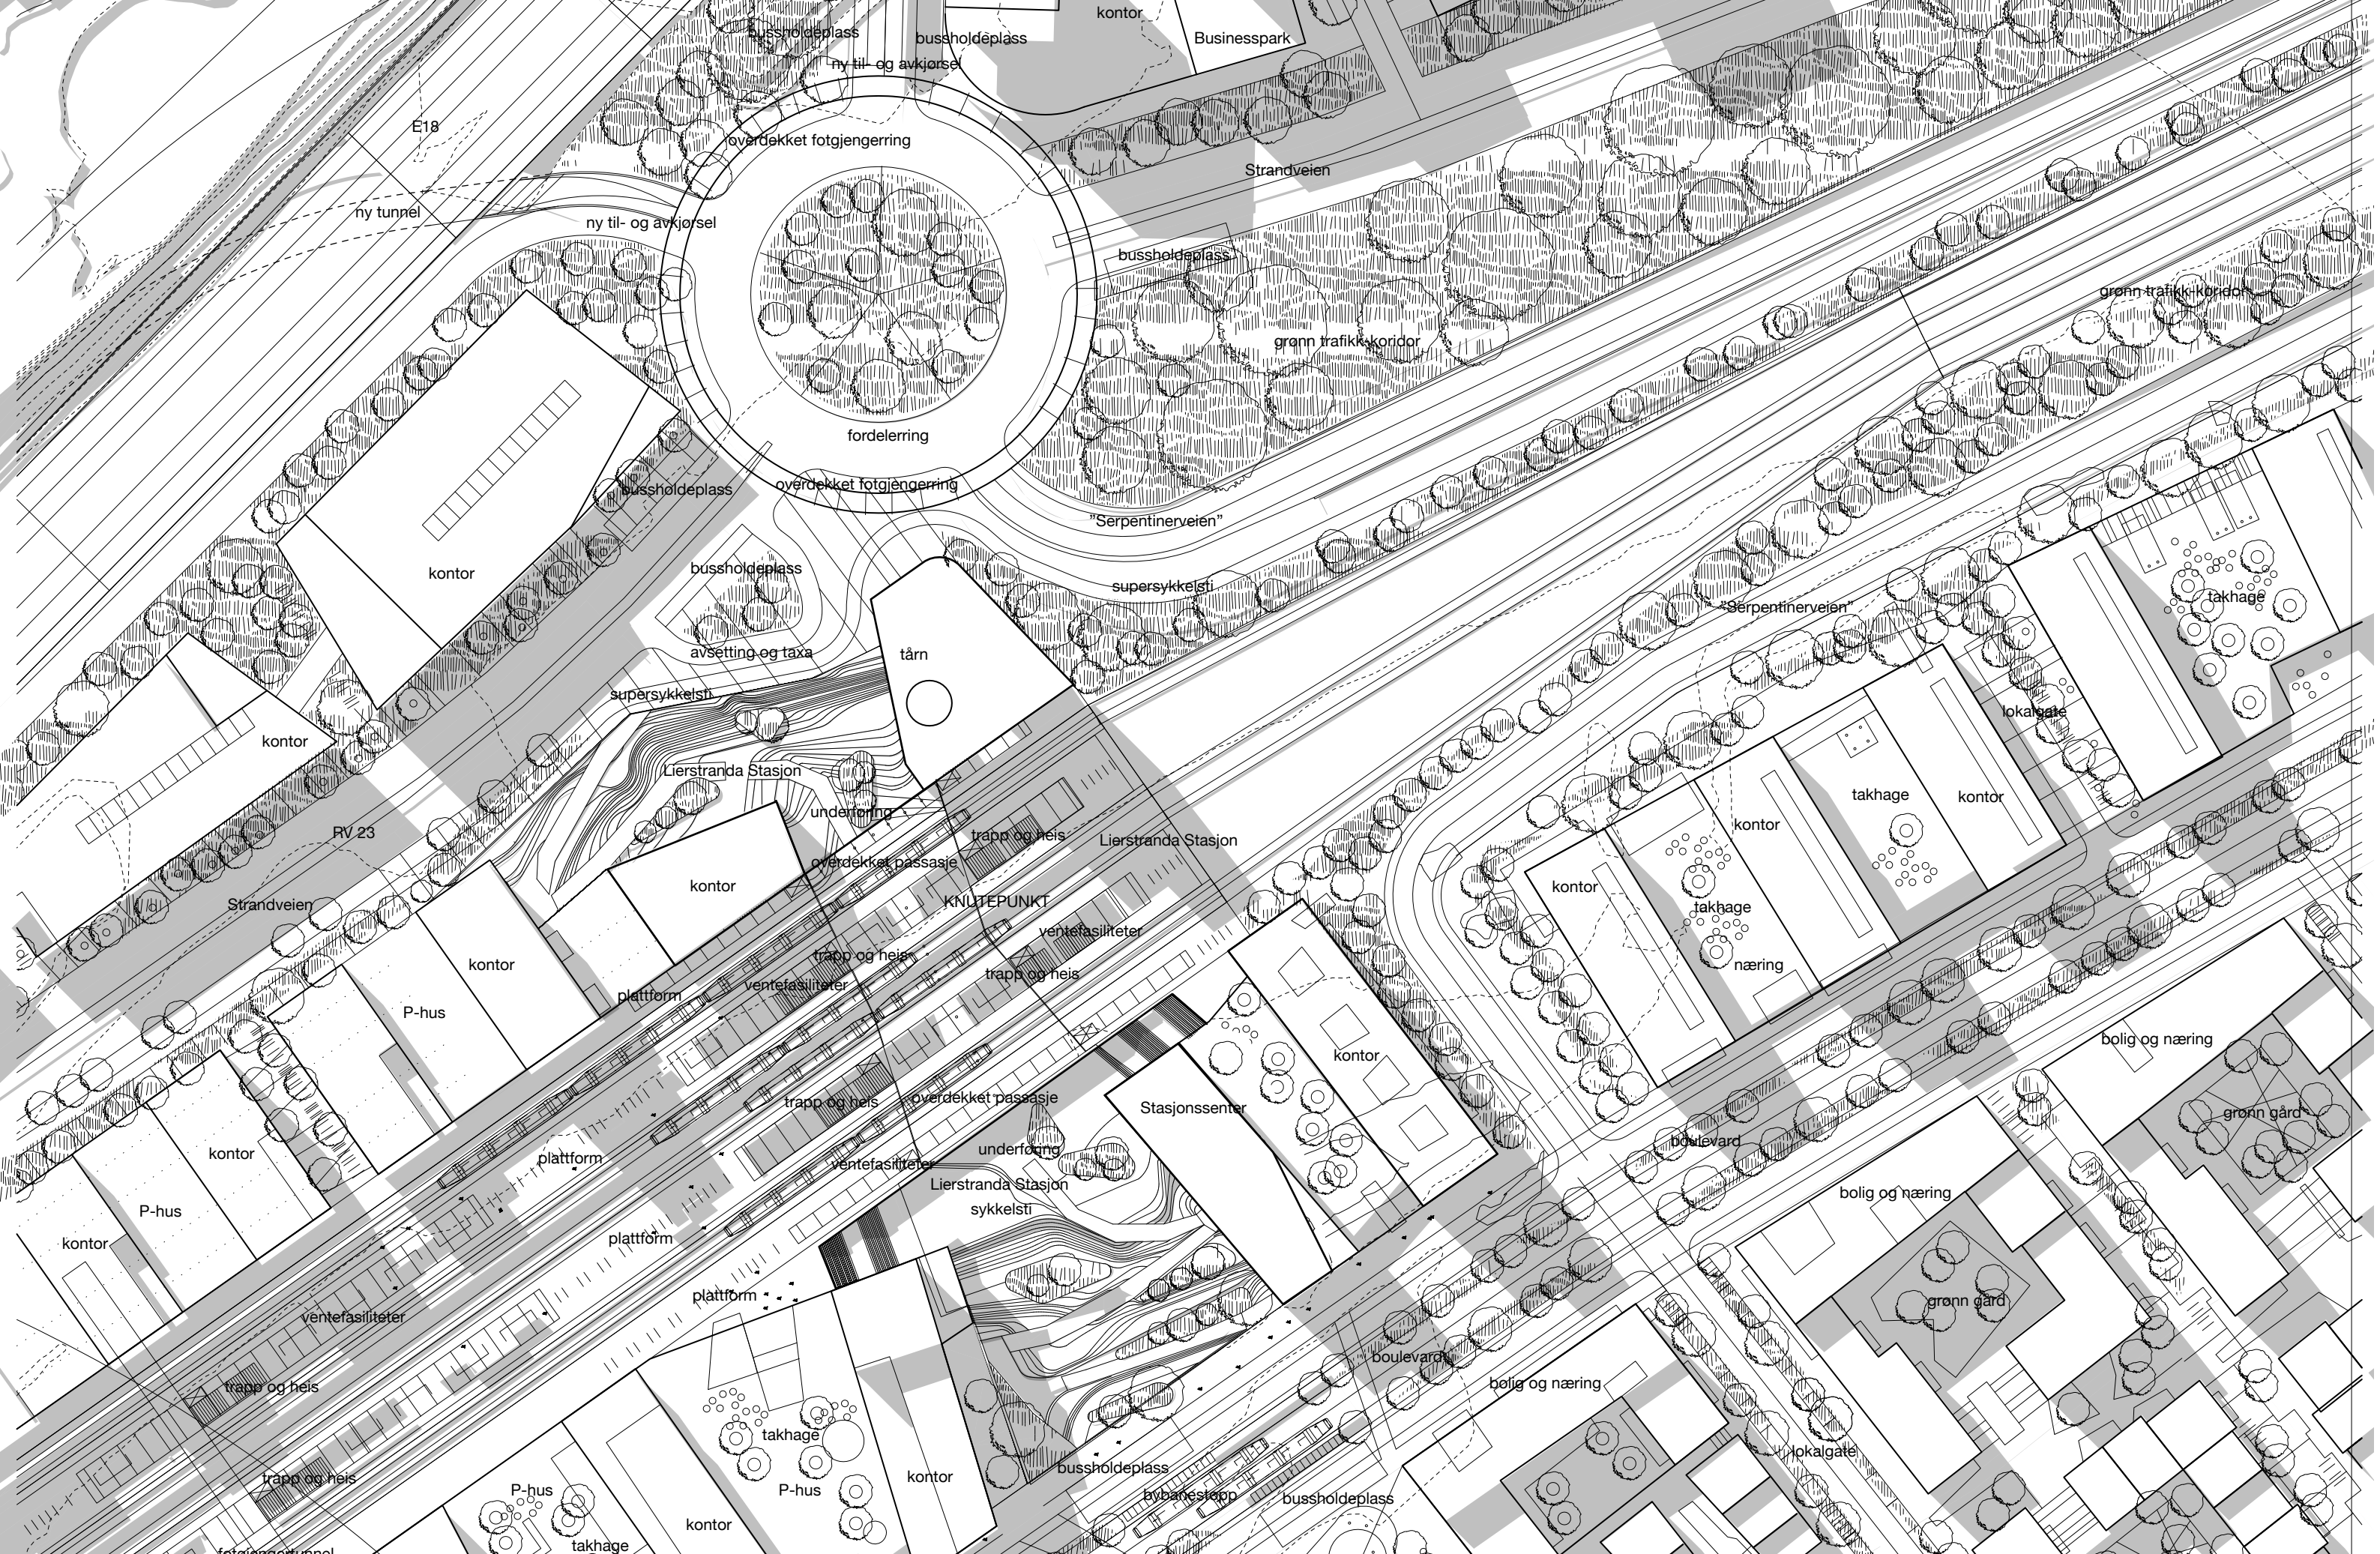 kontor
bussholdeplass
bussholdeplass
Businesspark
ny til- og avkjørsel
E18
overdekket fotgjengerring
Strandveien
ny tunnel
ny til- og avkjørsel
bussholdeplass
grønn trafikk-koridor
grønn trafikk-koridor
fordelerring
bussholdeplass
overdekket fotgjengerring
"Serpentinerveien"
kontor
bussholdeplass
supersykkelsti
takhage
"Serpentinerveien"
avsetting og taxa
tårn
supersykkelsti
lokalgate
kontor
Lierstranda Stasjon
takhage
kontor
underføring
kontor
RV 23
trapp og heis
Lierstranda Stasjon
overdekket passasje
kontor
kontor
Strandveien
KNUTEPUNKT
takhage
ventefasiliteter
trapp og heis
kontor
næring
trapp og heis
ventefasiliteter
plattform
P-hus
bolig og næring
kontor
overdekket passasje
trapp og heis
Stasjonssenter
grønn gård
boulevard
underføring
kontor
plattform
ventefasiliteter
Lierstranda Stasjon
bolig og næring
sykkelsti
P-hus
plattform
kontor
plattform
grønn gård
ventefasiliteter
boulevard
bolig og næring
trapp og heis
takhage
lokalgate
bussholdeplass
kontor
trapp og heis
P-hus
P-hus
bybanestopp
bussholdeplass
kontor
takhage
fotgjengertunnel